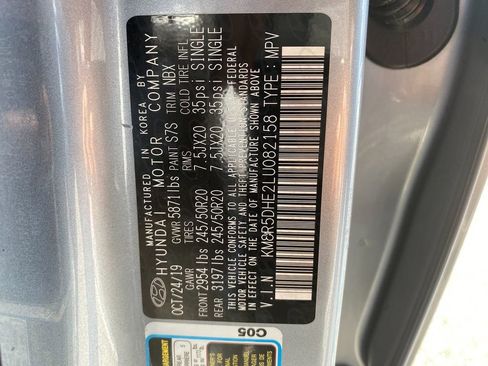 MANUFACTURED IN KOREA BY
HYUNDAI MOTOR COMPANY
OCT/24/19 GVWR 5871lbs PAINT S7S TRIM NBX
GAWR TIRES RIMS COLD TIRE INFL.
FRONT 2954 lbs 245/50R20 7.5JX20 35psi SINGLE
REAR 3197 lbs 245/50R20 7.5JX20 35psi SINGLE
THIS VEHICLE CONFORMS TO ALL APPLICABLE U.S. FEDERAL
MOTOR VEHICLE SAFETY AND THEFT PREVENTION STANDARDS
IN EFFECT ON THE DATE OF MANUFACTURE SHOWN ABOVE
V.I.N : KM8R5DHE2LU082158 TYPE : MPV
C05